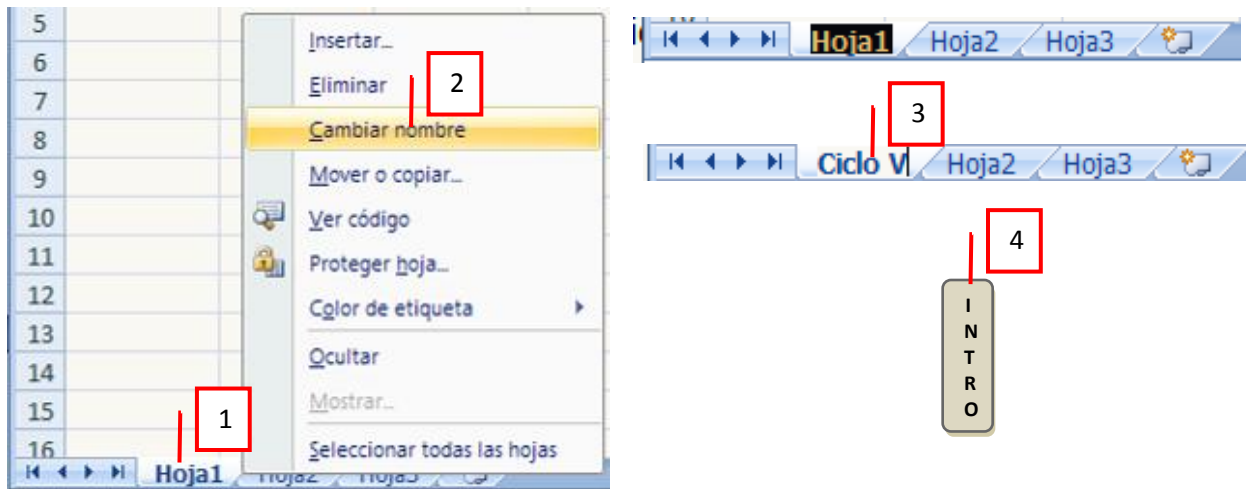 5
6
7
8
9
10
11
12
13
14
15
16
Insertar...
Eliminar
2
Cambiar nombre
Mover o copiar...
Ver código
Proteger hoja...
Color de etiqueta
Ocultar
Mostrar...
Seleccionar todas las hojas
1
Hoja1 Hoja2 Hoja3
Hoja1 Hoja2 Hoja3
3
Ciclo V Hoja2 Hoja3
4
I
N
T
R
O